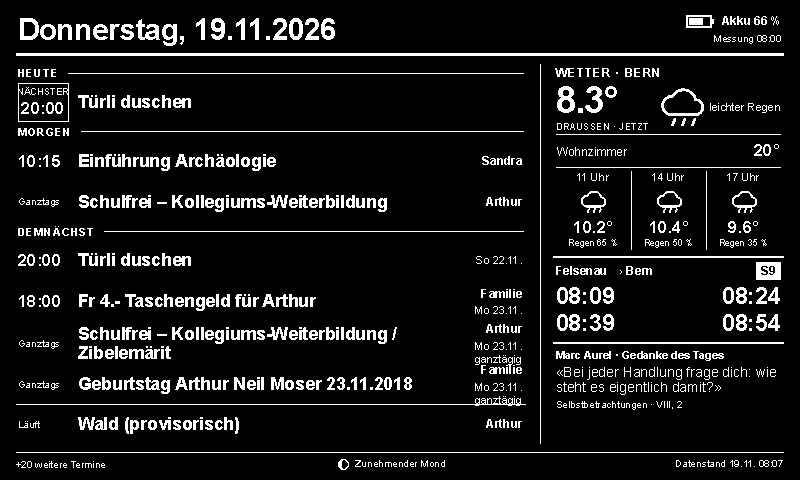 Donnerstag, 19.11.2026
Akku 66 %
Messung 08:00
HEUTE
NÄCHSTER
20:00 Türli duschen
MORGEN
10:15 Einführung Archäologie Sandra
Ganztags Schulfrei – Kollegiums-Weiterbildung Arthur
DEMNÄCHST
20:00 Türli duschen So 22.11.
18:00 Fr 4.- Taschengeld für Arthur Familie
Mo 23.11.
Ganztags Schulfrei – Kollegiums-Weiterbildung / Zibelemärit Arthur
Mo 23.11.
ganztägig
Ganztags Geburtstag Arthur Neil Moser 23.11.2018 Familie
Mo 23.11.
ganztägig
Läuft Wald (provisorisch) Arthur
WETTER · BERN
8.3° leichter Regen
DRAUSSEN · JETZT
Wohnzimmer 20°
11 Uhr 14 Uhr 17 Uhr
10.2° 10.4° 9.6°
Regen 65 % Regen 50 % Regen 35 %
Felsenau → Bern S9
08:09 08:24
08:39 08:54
Marc Aurel · Gedanke des Tages
«Bei jeder Handlung frage dich: wie
steht es eigentlich damit?»
Selbstbetrachtungen · VIII, 2
+20 weitere Termine
Zunehmender Mond
Datenstand 19.11. 08:07